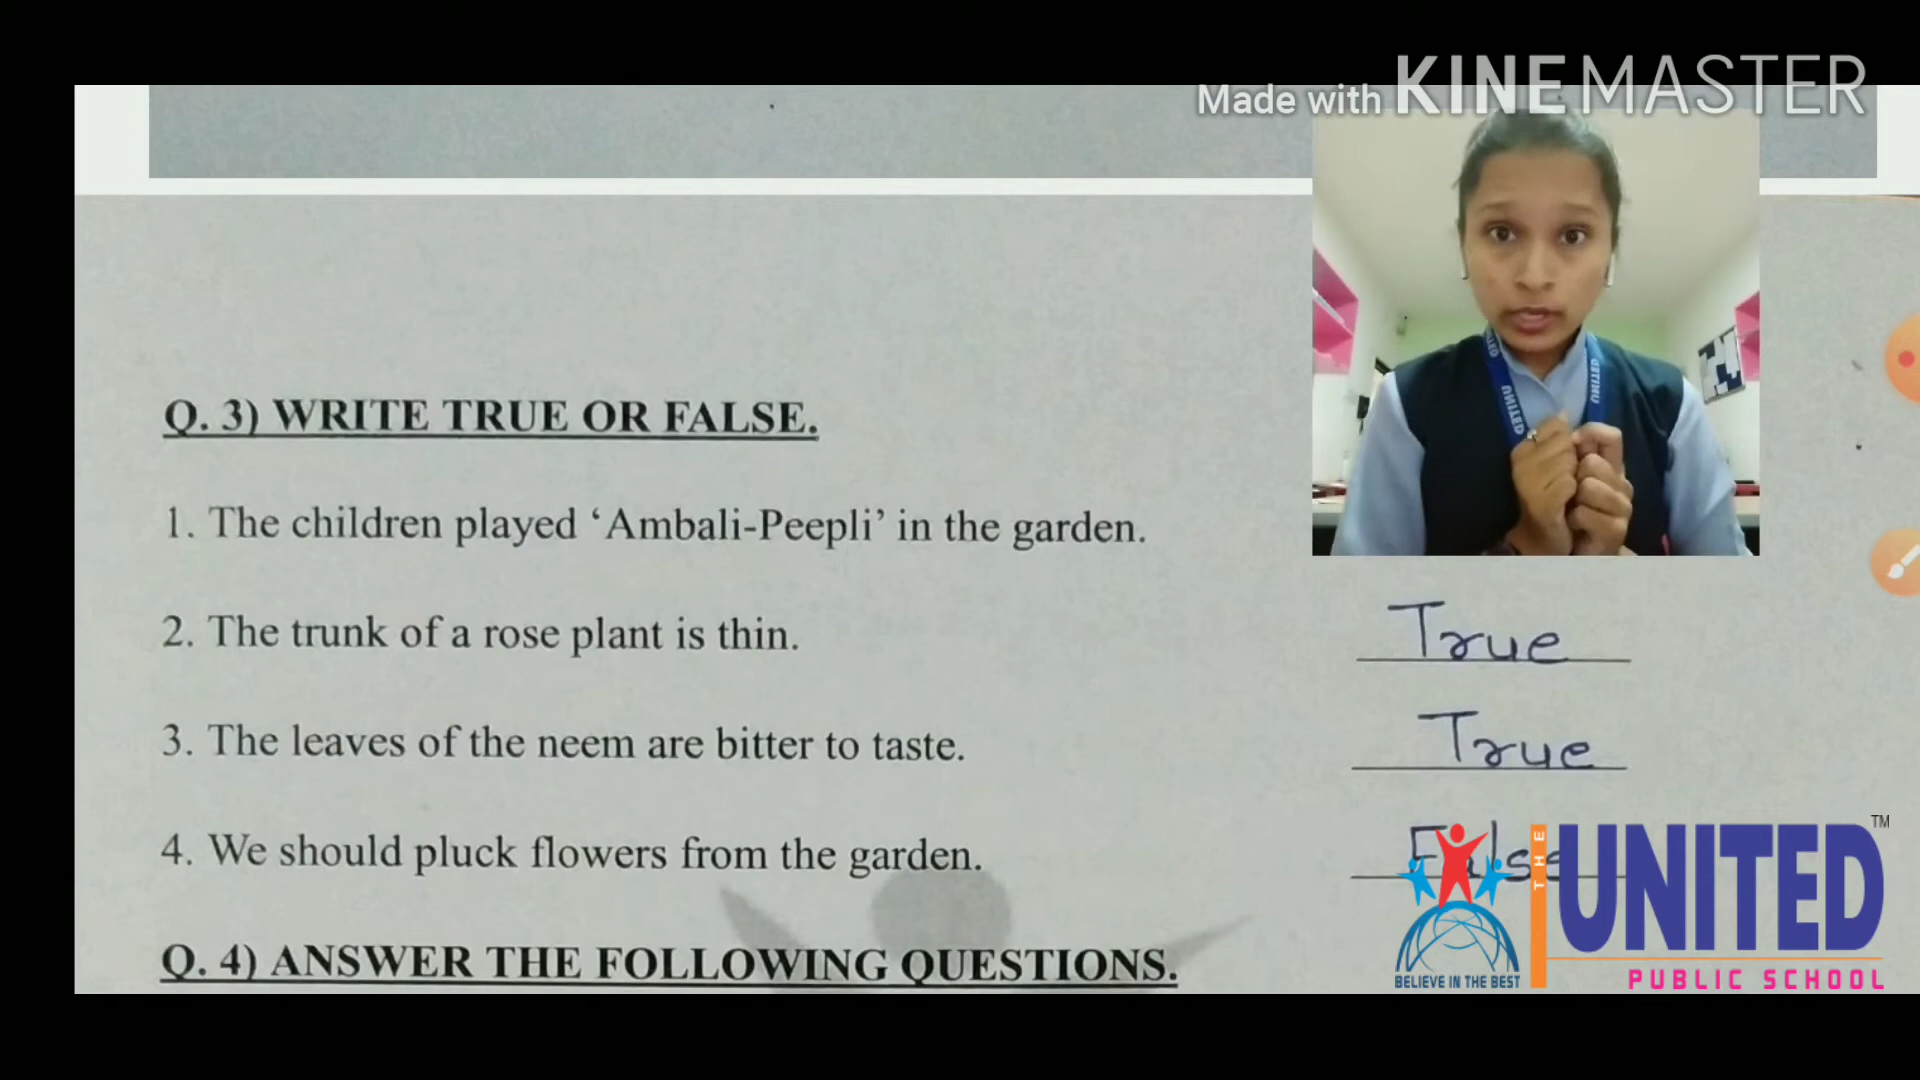 Made with KINEMASTER
Q. 3) WRITE TRUE OR FALSE.
1. The children played ‘Ambali-Peepli’ in the garden.
2. The trunk of a rose plant is thin.
True
3. The leaves of the neem are bitter to taste.
True
4. We should pluck flowers from the garden.
False
Q. 4) ANSWER THE FOLLOWING QUESTIONS.
UNITED
UNITED
THE UNITED TM
PUBLIC SCHOOL
BELIEVE IN THE BEST